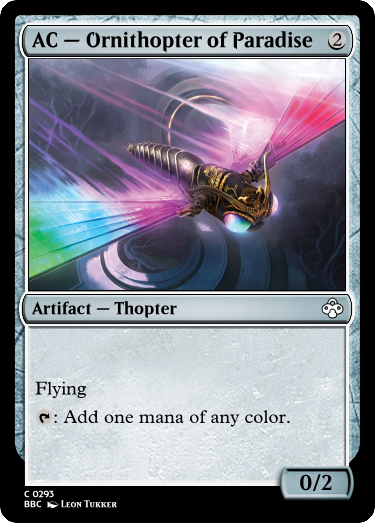 AC — Ornithopter of Paradise 2
Artifact — Thopter
Flying
: Add one mana of any color.
0/2
C 0293
BBC Leon Tukker